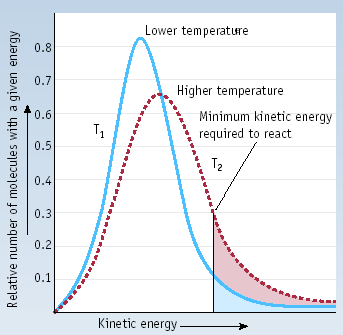 Relative number of molecules with a given energy
0.8
0.7
0.6
0.5
0.4
0.3
0.2
0.1
Lower temperature
Higher temperature
Minimum kinetic energy
required to react
T1
T2
Kinetic energy